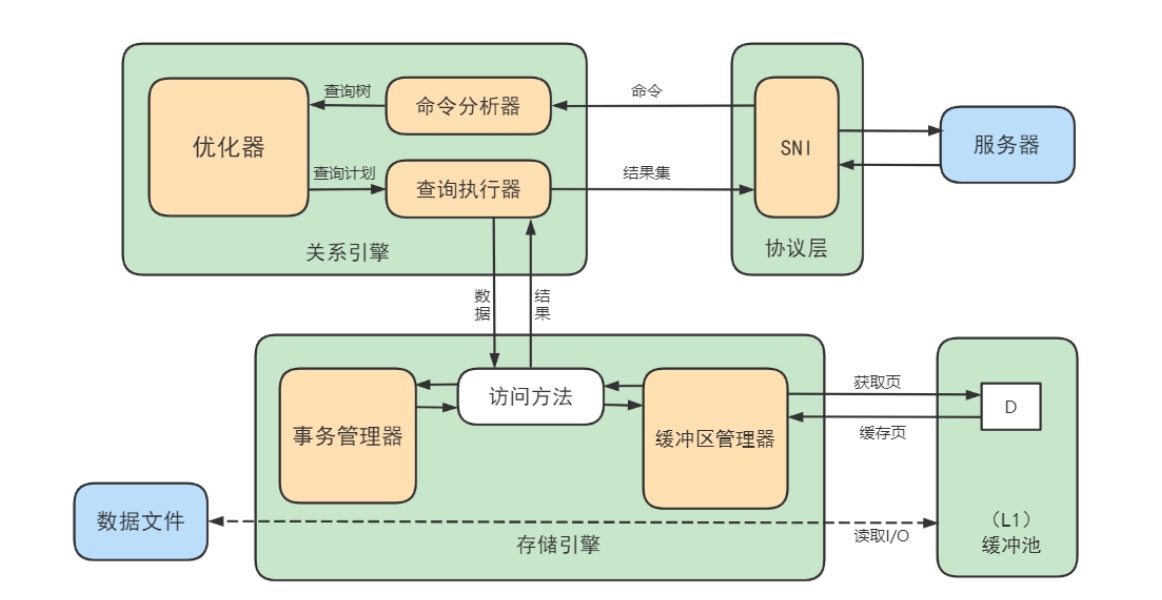 查询树
命令分析器
命令
优化器
SNI
服务器
查询计划
查询执行器
结果集
关系引擎
协议层
数据
结果
访问方法
获取页
D
事务管理器
缓冲区管理器
缓存页
数据文件
存储引擎
读取I/O
（L1）
缓冲池